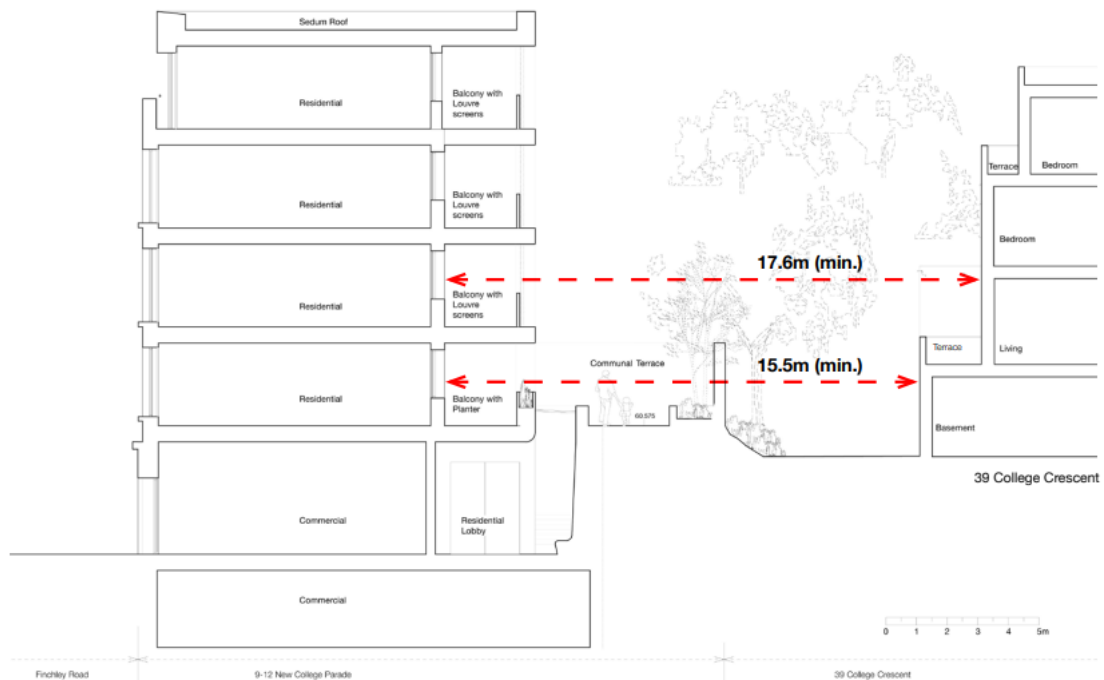 Sedum Roof
Residential
Balcony with
Louvre
screens
Terrace
Bedroom
Residential
Balcony with
Louvre
screens
Bedroom
17.6m (min.)
Residential
Balcony with
Louvre
screens
Terrace
Living
Communal Terrace
15.5m (min.)
Residential
Balcony with
Planter
60.575
Basement
39 College Crescent
Commercial
Residential
Lobby
Commercial
0 1 2 3 4 5m
Finchley Road
9-12 New College Parade
39 College Crescent